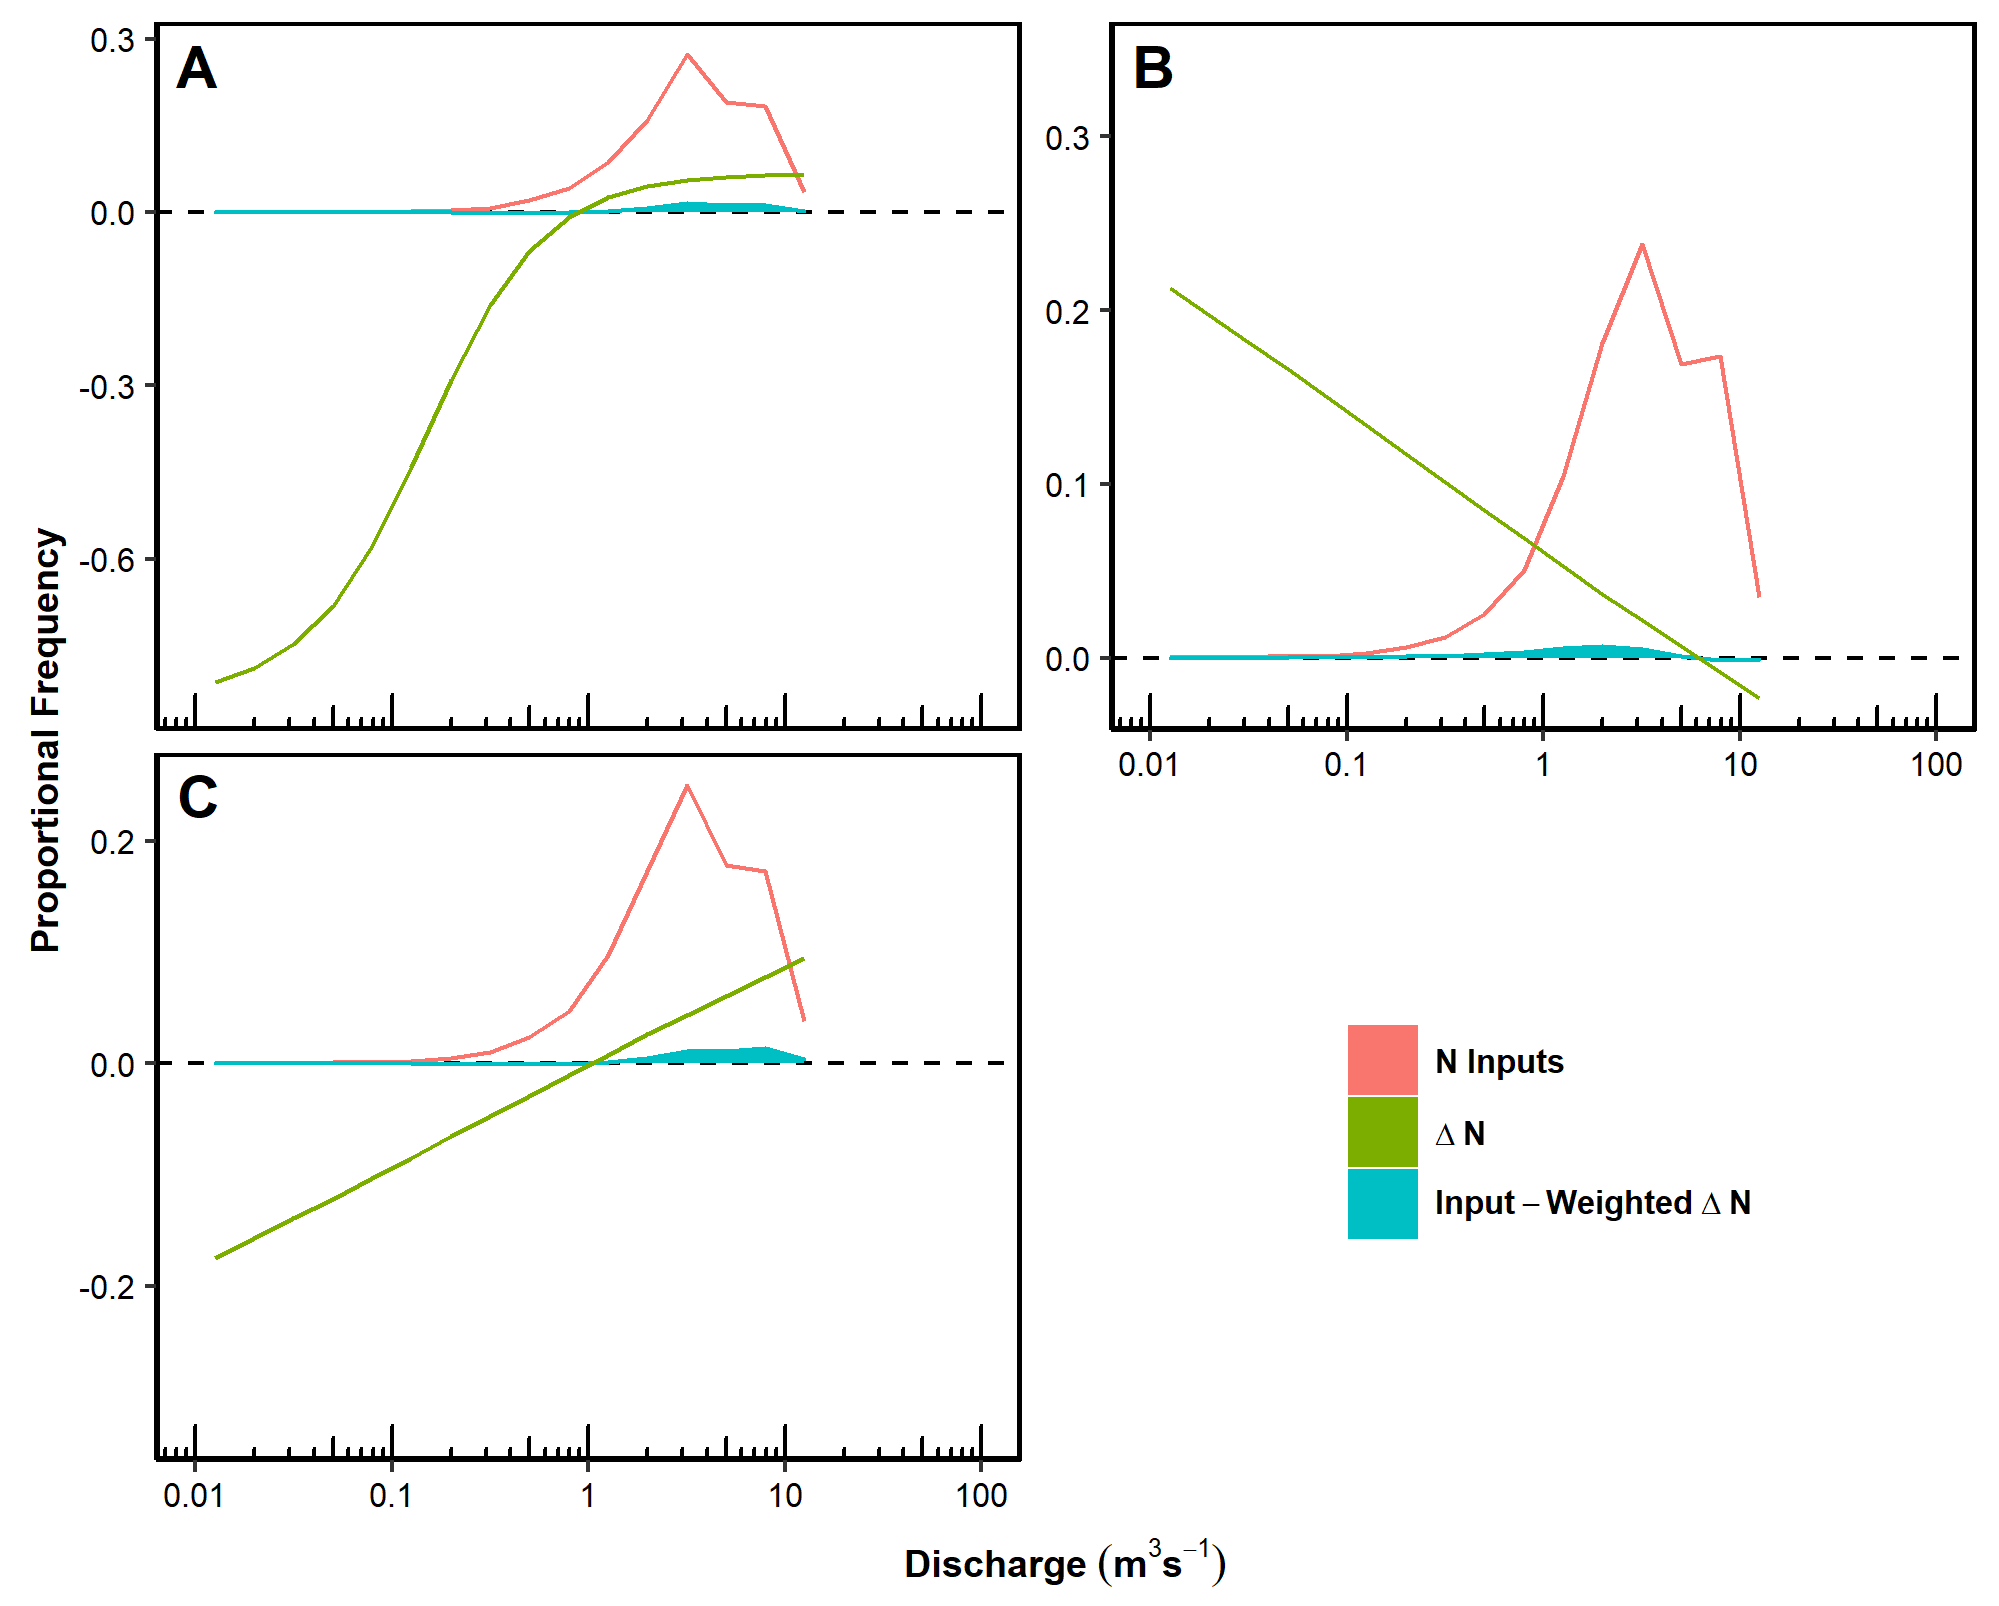 A
0.3
0.0
-0.3
-0.6
B
0.3
0.2
0.1
0.0
0.01 0.1 1 10 100
C
0.2
0.0
-0.2
0.01 0.1 1 10 100
Proportional Frequency
Discharge (m³s⁻¹)
N Inputs
Δ N
Input – Weighted Δ N